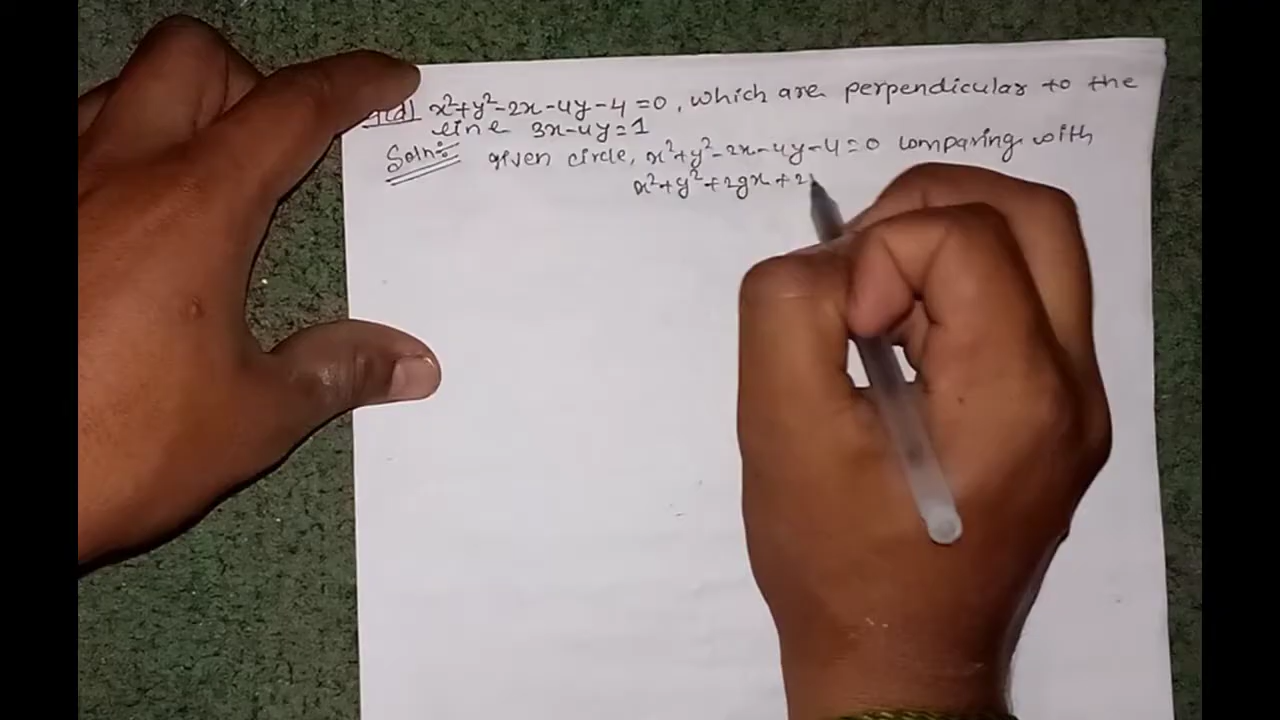 (d) x²+y²-2x-4y-4=0, which are perpendicular to the
line 3x-4y=1
Soln:- given circle, x²+y²-2x-4y-4=0 comparing with
x²+y²+2gx+2